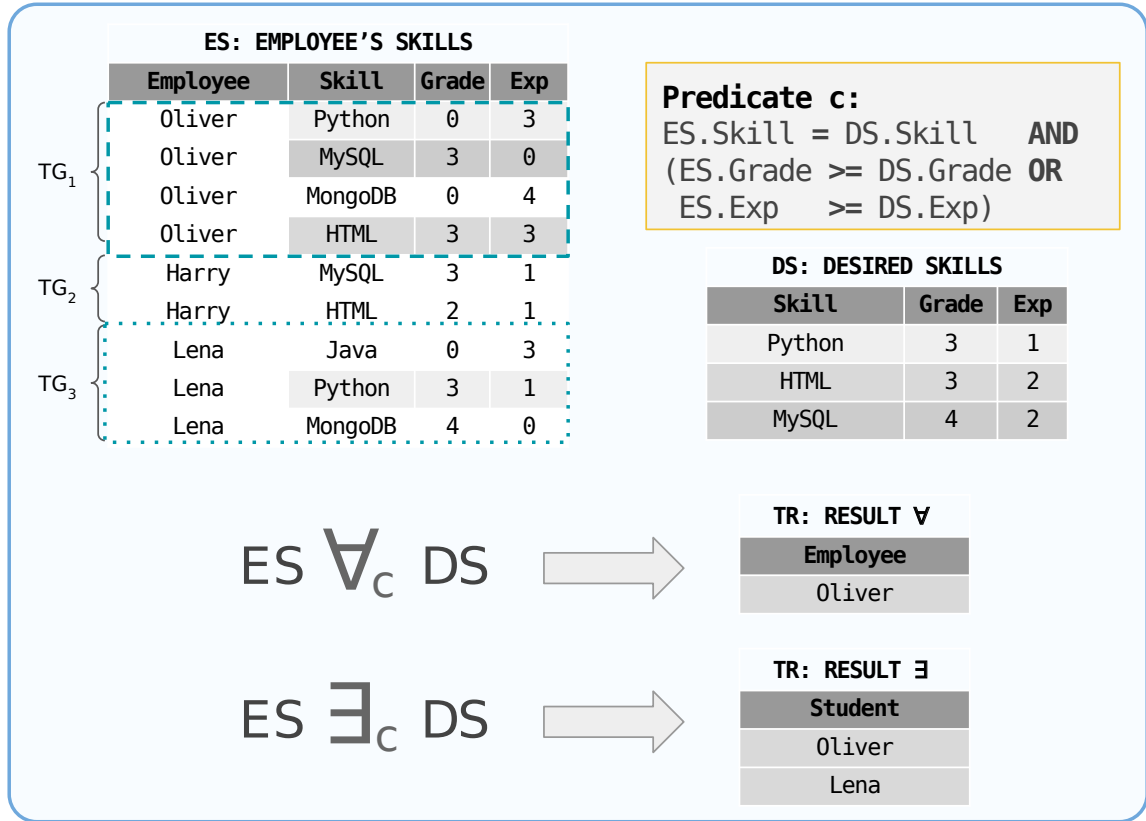 ES: EMPLOYEE’S SKILLS
Employee Skill Grade Exp
TG1
Oliver Python 0 3
Oliver MySQL 3 0
Oliver MongoDB 0 4
Oliver HTML 3 3
TG2
Harry MySQL 3 1
Harry HTML 2 1
TG3
Lena Java 0 3
Lena Python 3 1
Lena MongoDB 4 0
Predicate c:
ES.Skill = DS.Skill AND
(ES.Grade >= DS.Grade OR
ES.Exp >= DS.Exp)
DS: DESIRED SKILLS
Skill Grade Exp
Python 3 1
HTML 3 2
MySQL 4 2
ES ∀c DS
TR: RESULT ∀
Employee
Oliver
ES ∃c DS
TR: RESULT ∃
Student
Oliver
Lena